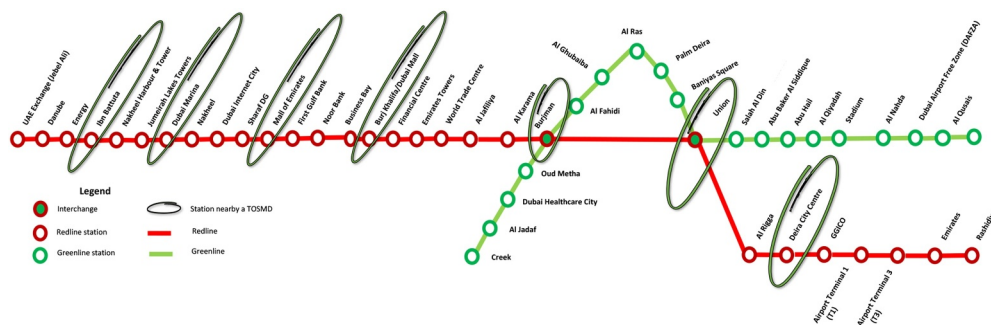 UAE Exchange (Jebel Ali)
Danube
Energy
Ibn Battuta
Nakheel Harbour & Tower
Jumeirah Lakes Towers
Dubai Marina
Nakheel
Dubai Internet City
Sharaf DG
Mall of Emirates
First Gulf Bank
Noor Bank
Business Bay
Burj Khalifa/Dubai Mall
Financial Centre
Emirates Towers
World Trade Centre
Al Jafiliya
Al Karama
Burjman
Al Ghubaiba
Al Ras
Palm Deira
Baniyas Square
Union
Al Fahidi
Salah Al Din
Abu Baker Al Siddique
Abu Hail
Al Qiyadah
Stadium
Al Nahda
Dubai Airport Free Zone (DAFZA)
Al Qusais
Oud Metha
Dubai Healthcare City
Al Jadaf
Creek
Al Rigga
Deira City Centre
GGICO
Airport Terminal 1
(T1)
Airport Terminal 3
(T3)
Emirates
Rashidi
Legend
Interchange
Station nearby a TOSMD
Redline station
Redline
Greenline station
Greenline